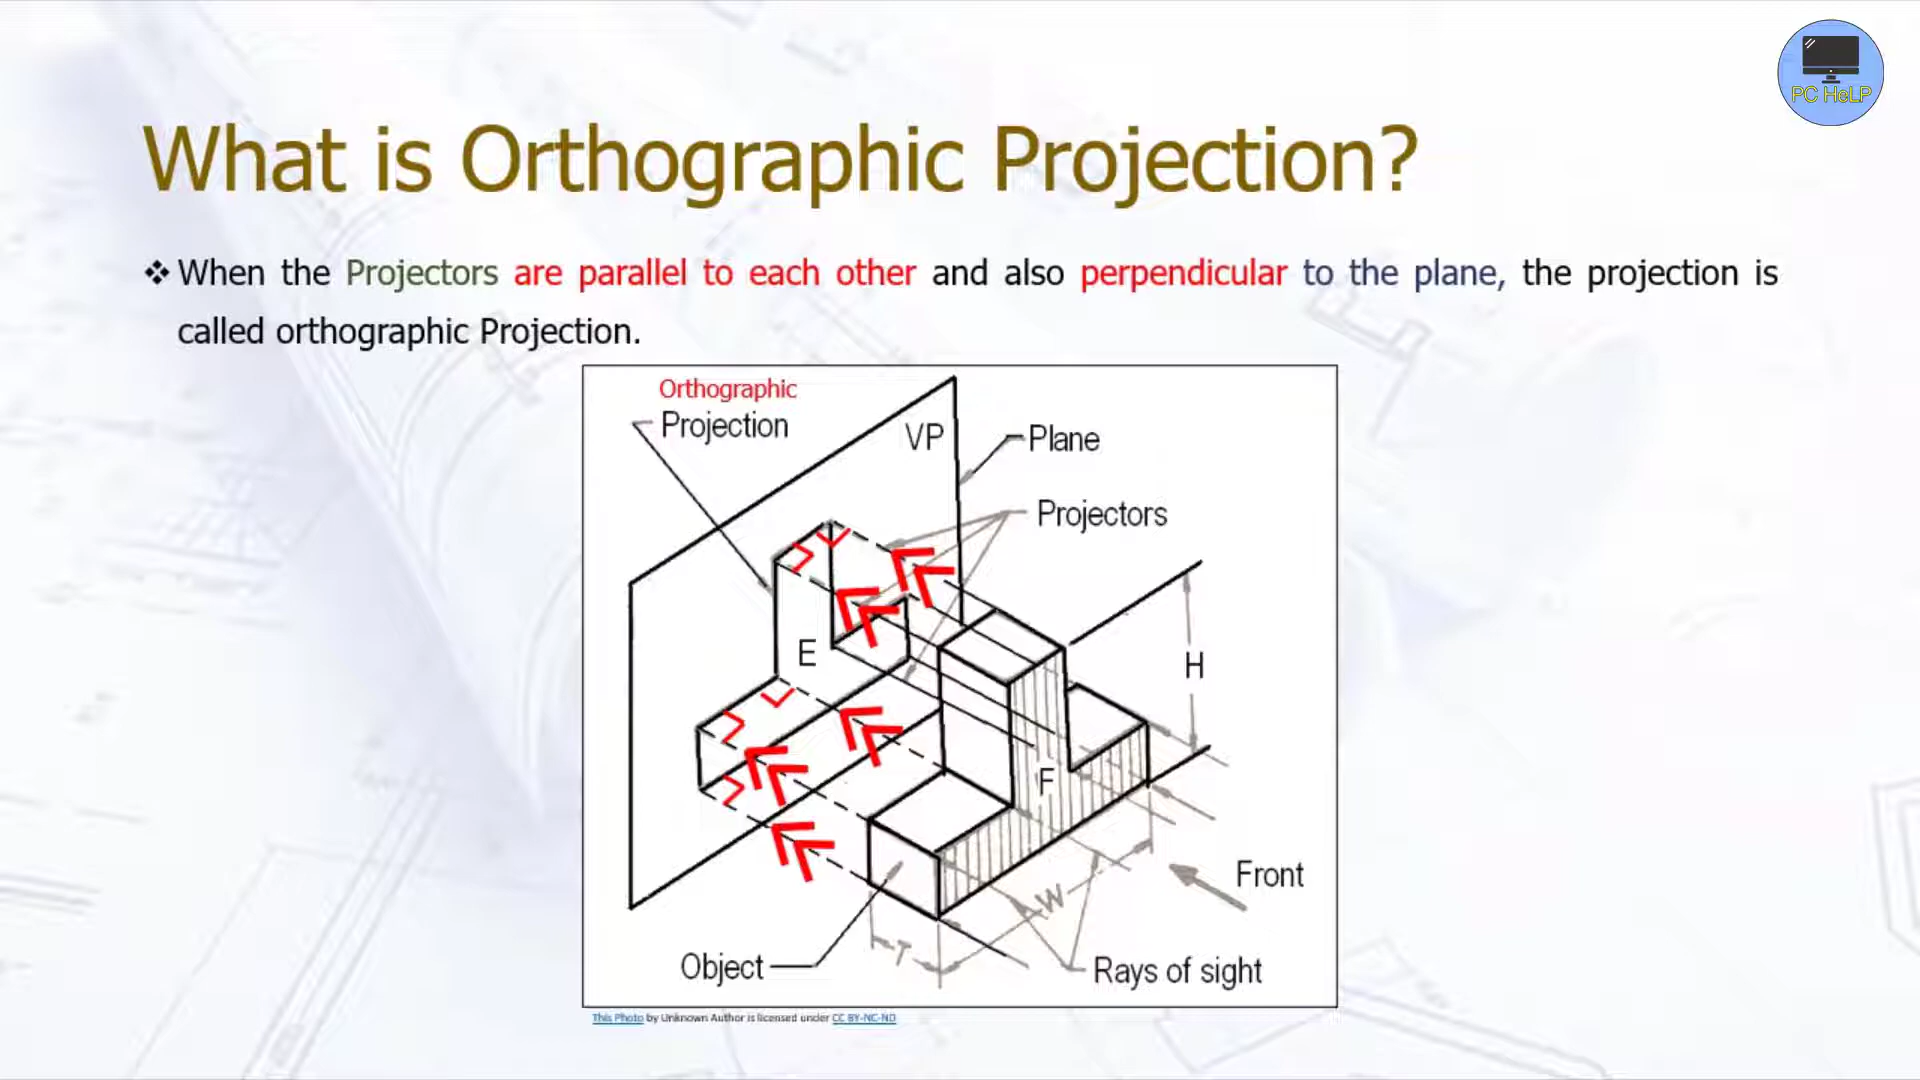 PC HeLP
What is Orthographic Projection?
❖ When the Projectors are parallel to each other and also perpendicular to the plane, the projection is
called orthographic Projection.
Orthographic
Projection
VP
Plane
Projectors
E
H
F
Front
W
T
Object
Rays of sight
This Photo by Unknown Author is licensed under CC BY-NC-ND